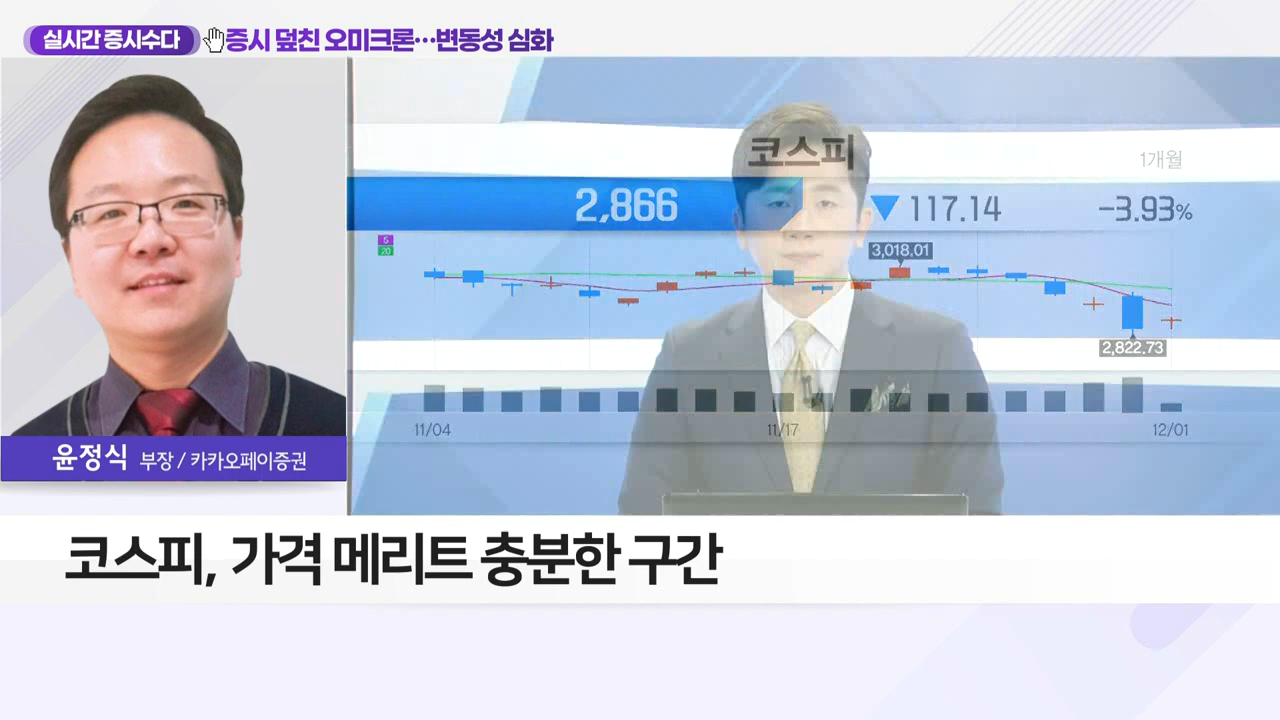 실시간 증시수다 증시 덮친 오미크론…변동성 심화
코스피
1개월
2,866 ▼117.14 -3.93%
5
20
3,018.01
2,822.73
11/04 11/17 12/01
윤정식 부장 / 카카오페이증권
코스피, 가격 메리트 충분한 구간